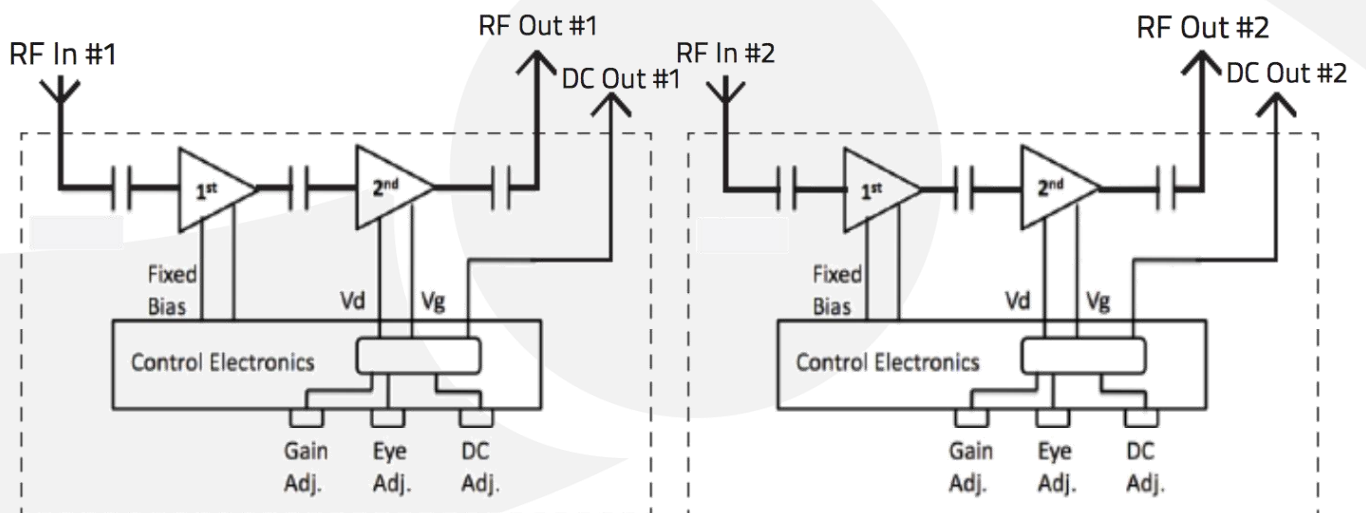 RF In #1
RF Out #1
DC Out #1
1st
2nd
Fixed
Bias
Vd
Vg
Control Electronics
Gain
Adj.
Eye
Adj.
DC
Adj.
RF In #2
RF Out #2
DC Out #2
1st
2nd
Fixed
Bias
Vd
Vg
Control Electronics
Gain
Adj.
Eye
Adj.
DC
Adj.